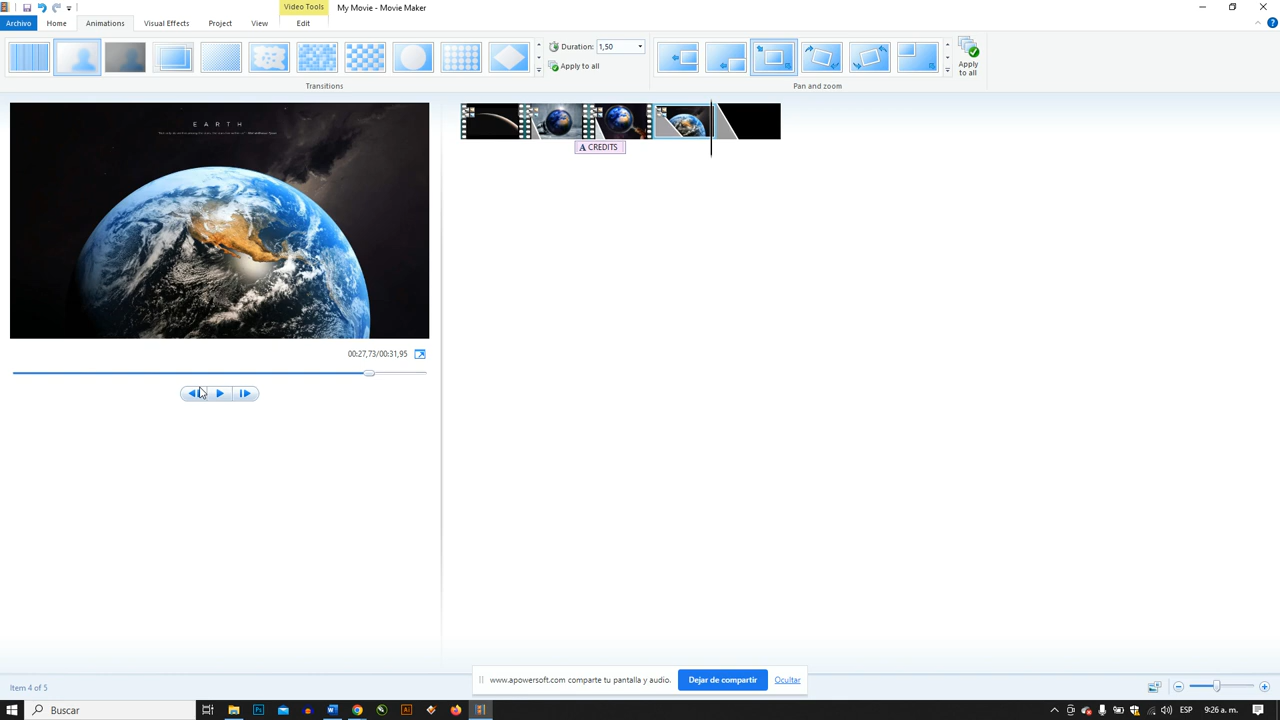 Video Tools
My Movie - Movie Maker
Archivo
Home
Animations
Visual Effects
Project
View
Edit
Duration: 1,50
Apply to all
Apply
to all
Transitions
Pan and zoom
EARTH
A CREDITS
00:27,73/00:31,95
www.apowersoft.com comparte tu pantalla y audio.
Dejar de compartir
Ocultar
Item 4 of 5
Buscar
ESP
9:26 a. m.